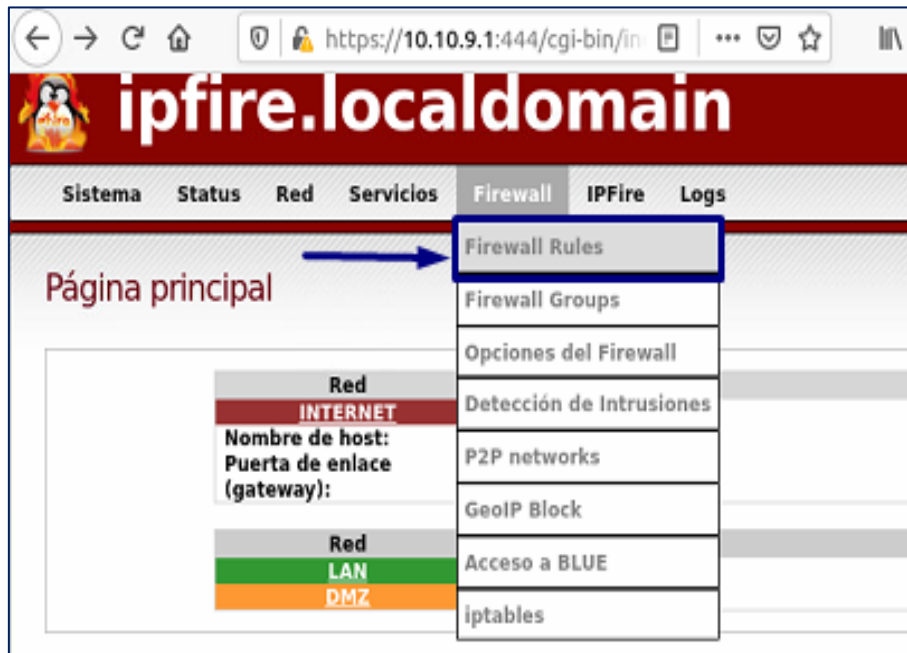 https://10.10.9.1:444/cgi-bin/in
ipfire.localdomain
Sistema Status Red Servicios Firewall IPFire Logs
Firewall Rules
Firewall Groups
Opciones del Firewall
Detección de Intrusiones
P2P networks
GeoIP Block
Acceso a BLUE
iptables
Página principal
Red
INTERNET
Nombre de host:
Puerta de enlace
(gateway):
Red
LAN
DMZ